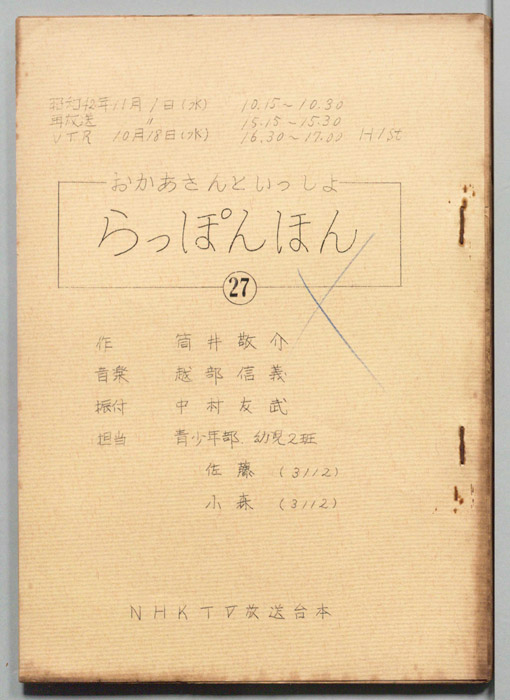 昭和42年11月1日(水) 10.15～10.30
再放送 〃 15.15～15.30
VTR 10月18日(水) 16.30～17.00 H1St
おかあさんといっしょ
らっぽんほん
27
作 筒井敬介
音楽 越部信義
振付 中村友武
担当 青少年部 幼児2班
佐藤 (3112)
小森 (3112)
NHKTV放送台本